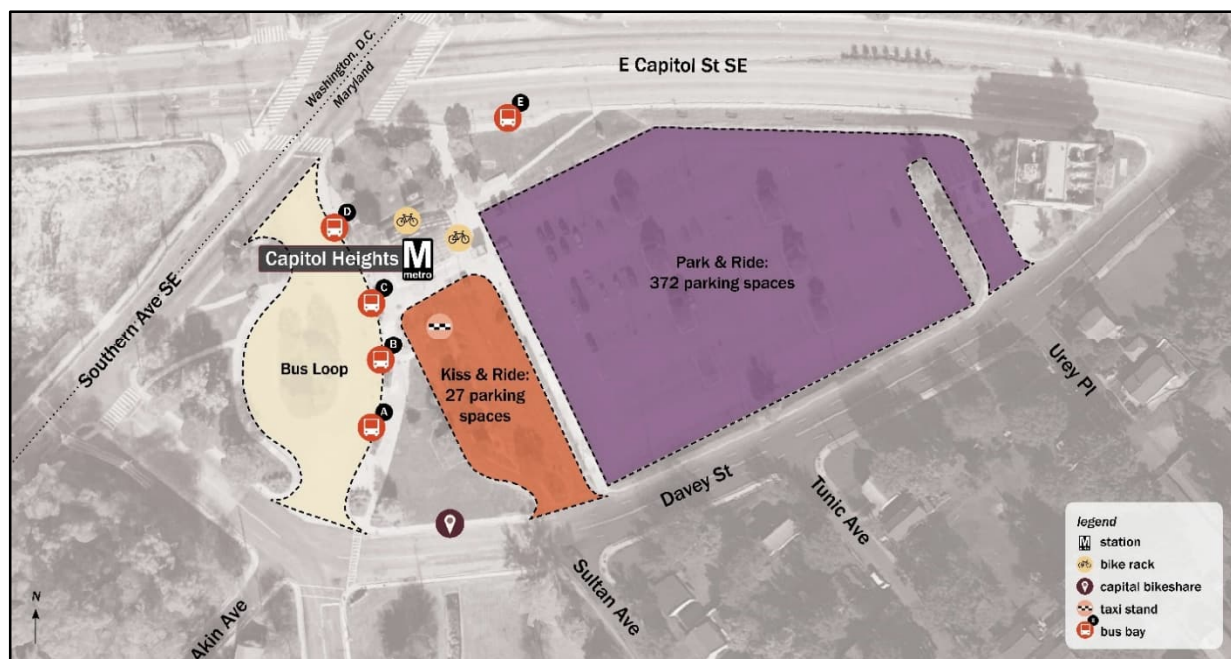 Washington, D.C.
Maryland
E Capitol St SE
E
D
Capitol Heights
M
metro
Southern Ave SE
C
B
A
Bus Loop
Kiss & Ride:
27 parking
spaces
Park & Ride:
372 parking spaces
Urey Pl
Davey St
Tunic Ave
Sultan Ave
Akin Ave
N
legend
M station
bike rack
capital bikeshare
taxi stand
bus bay